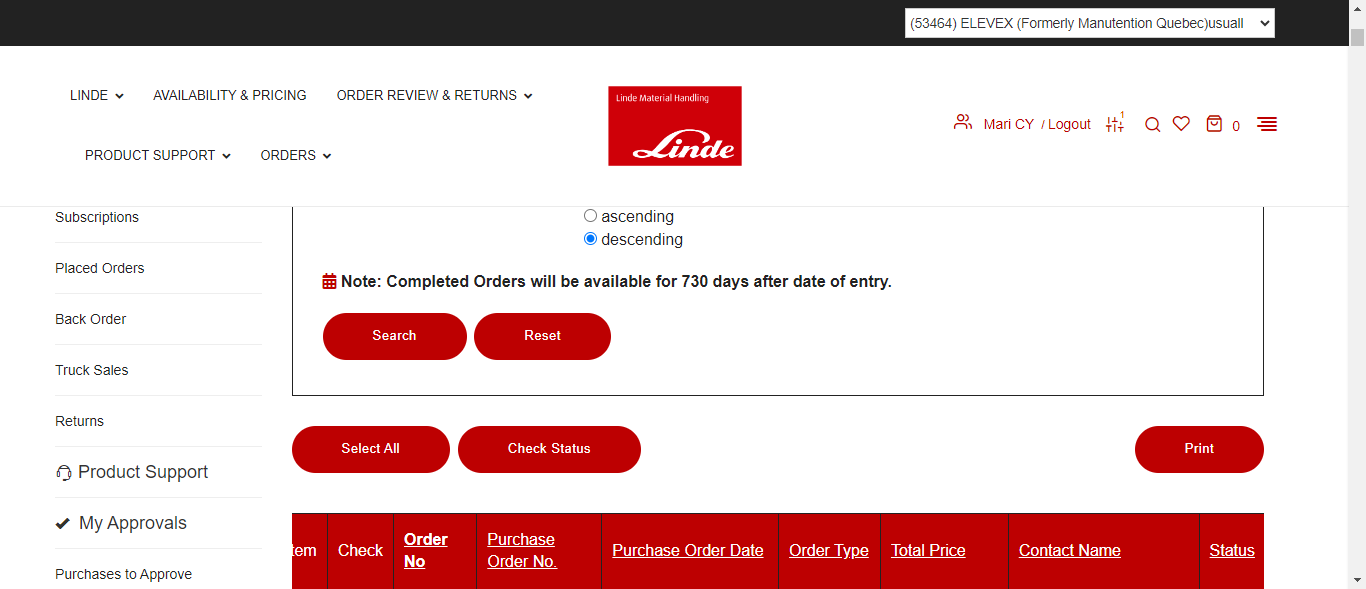 (53464) ELEVEX (Formerly Manutention Quebec)usuall
LINDE
AVAILABILITY & PRICING
ORDER REVIEW & RETURNS
PRODUCT SUPPORT
ORDERS
Linde Material Handling
Linde
Mari CY / Logout
1
0
Subscriptions
Placed Orders
Back Order
Truck Sales
Returns
Product Support
My Approvals
Purchases to Approve
ascending
descending
Note: Completed Orders will be available for 730 days after date of entry.
Search
Reset
Select All
Check Status
Print
tem
Check
Order
No
Purchase
Order No.
Purchase Order Date
Order Type
Total Price
Contact Name
Status